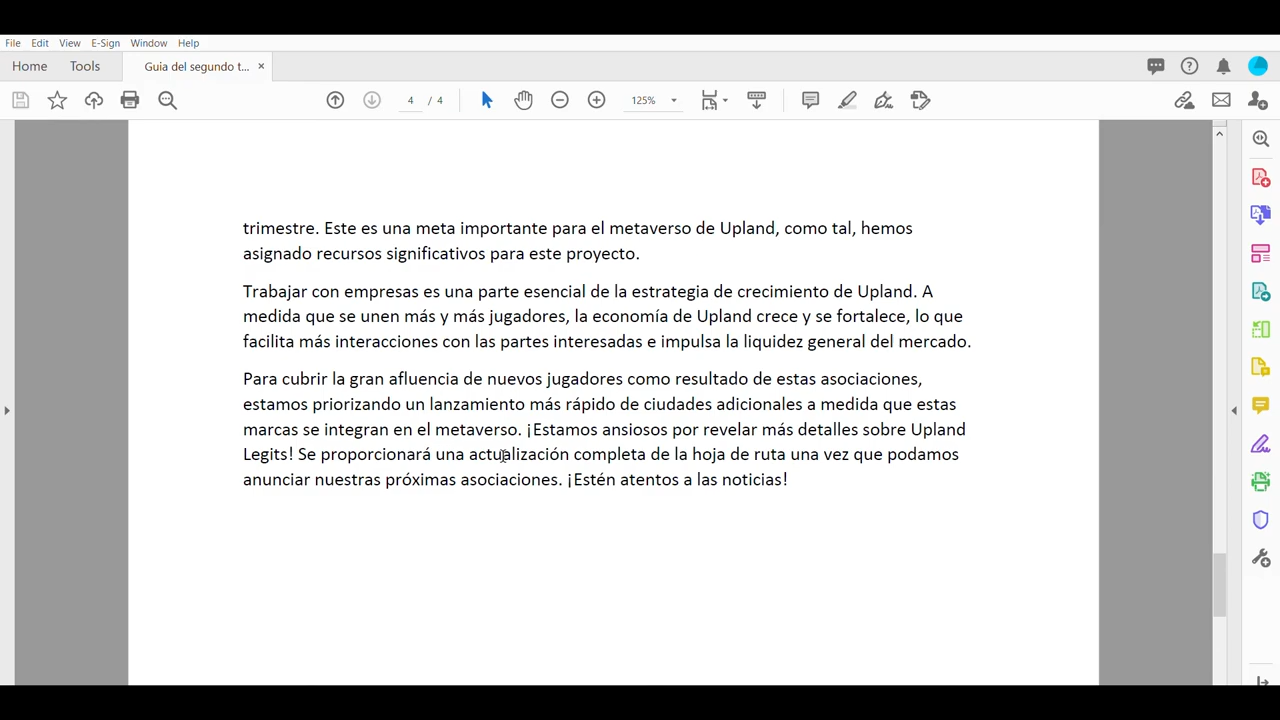 File Edit View E-Sign Window Help
Home Tools Guia del segundo t... ×
4 / 4 125%
trimestre. Este es una meta importante para el metaverso de Upland, como tal, hemos
asignado recursos significativos para este proyecto.
Trabajar con empresas es una parte esencial de la estrategia de crecimiento de Upland. A
medida que se unen más y más jugadores, la economía de Upland crece y se fortalece, lo que
facilita más interacciones con las partes interesadas e impulsa la liquidez general del mercado.
Para cubrir la gran afluencia de nuevos jugadores como resultado de estas asociaciones,
estamos priorizando un lanzamiento más rápido de ciudades adicionales a medida que estas
marcas se integran en el metaverso. ¡Estamos ansiosos por revelar más detalles sobre Upland
Legits! Se proporcionará una actualización completa de la hoja de ruta una vez que podamos
anunciar nuestras próximas asociaciones. ¡Estén atentos a las noticias!